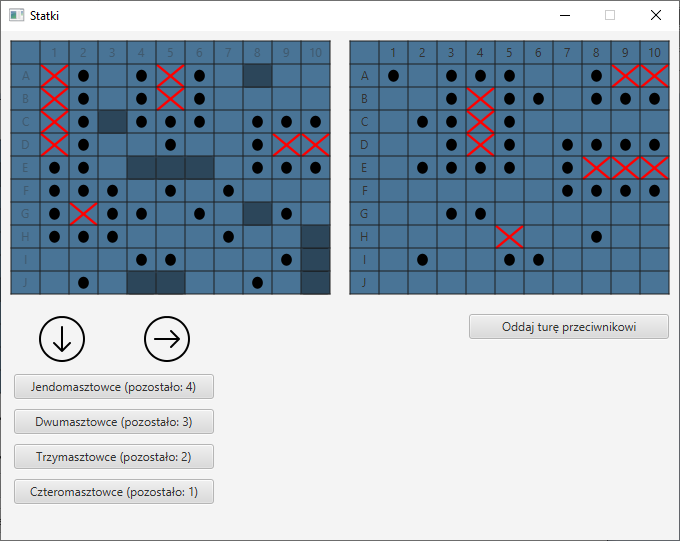 Statki
1 2 3 4 5 6 7 8 9 10
A
B
C
D
E
F
G
H
I
J
1 2 3 4 5 6 7 8 9 10
A
B
C
D
E
F
G
H
I
J
Oddaj turę przeciwnikowi
Jendomasztowce (pozostało: 4)
Dwumasztowce (pozostało: 3)
Trzymasztowce (pozostało: 2)
Czteromasztowce (pozostało: 1)